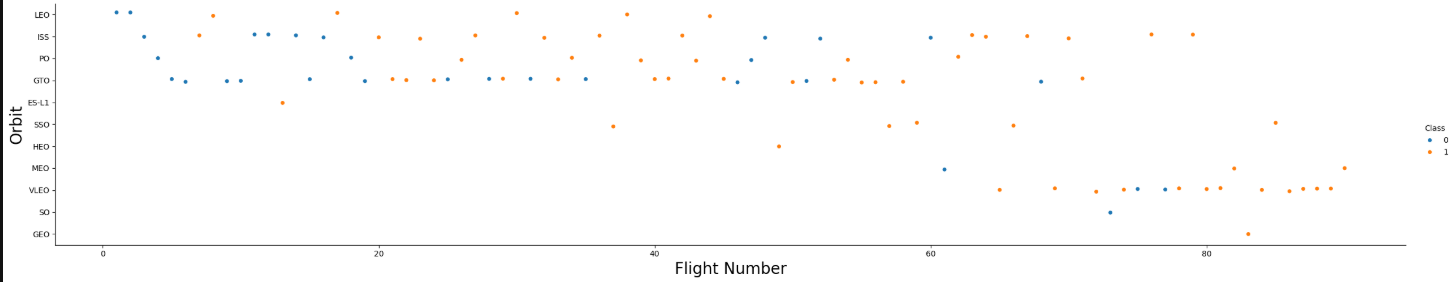 LEO
ISS
PO
GTO
ES-L1
SSO
HEO
MEO
VLEO
SO
GEO
Orbit
0 20 40 60 80
Flight Number
Class
0
1